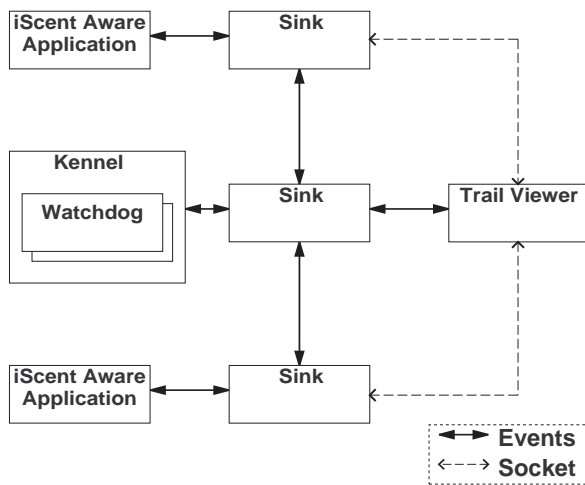 iScent Aware
Application
Sink
Kennel
Watchdog
Sink
Trail Viewer
iScent Aware
Application
Sink
Events
Socket